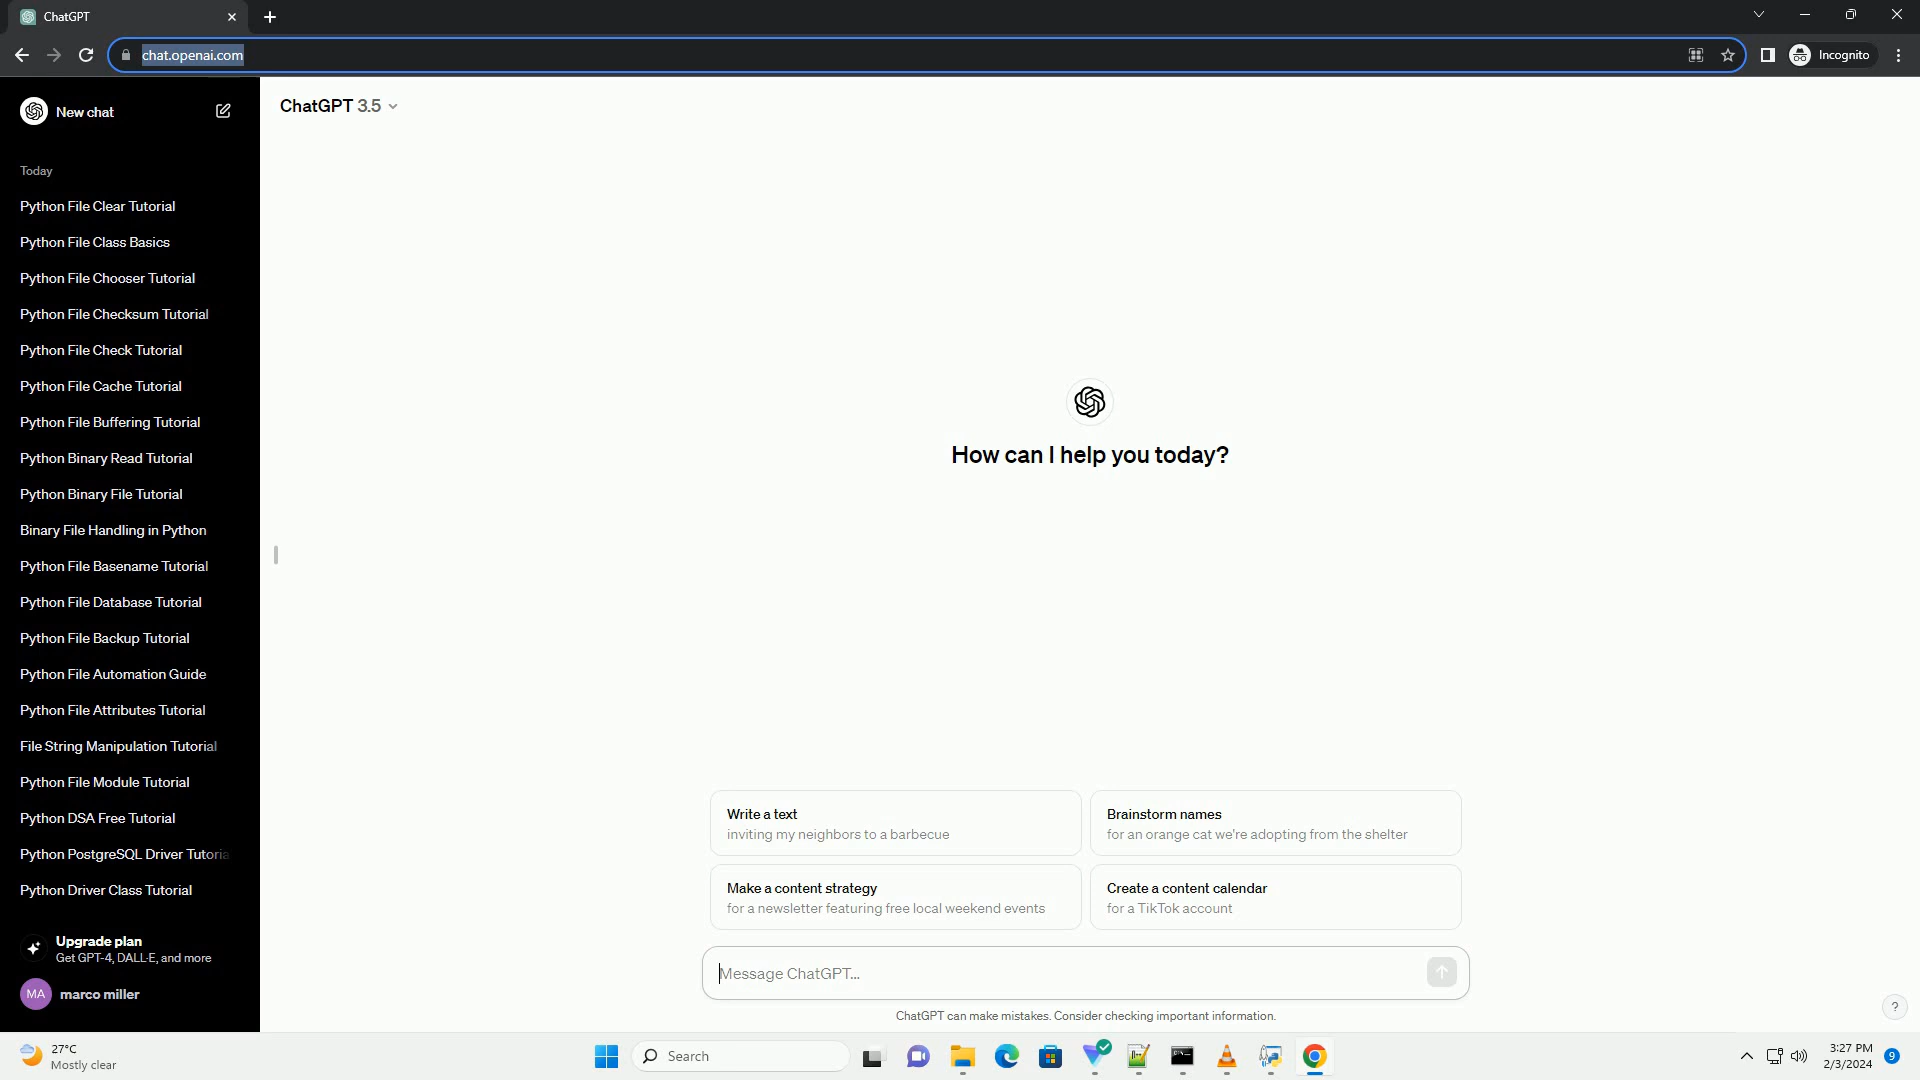 ChatGPT
chat.openai.com
Incognito
New chat
ChatGPT 3.5
Today
Python File Clear Tutorial
Python File Class Basics
Python File Chooser Tutorial
Python File Checksum Tutorial
Python File Check Tutorial
Python File Cache Tutorial
Python File Buffering Tutorial
Python Binary Read Tutorial
Python Binary File Tutorial
Binary File Handling in Python
Python File Basename Tutorial
Python File Database Tutorial
Python File Backup Tutorial
Python File Automation Guide
Python File Attributes Tutorial
File String Manipulation Tutorial
Python File Module Tutorial
Python DSA Free Tutorial
Python PostgreSQL Driver Tutoria
Python Driver Class Tutorial
Upgrade plan
Get GPT-4, DALL·E, and more
MA marco miller
How can I help you today?
Write a text
inviting my neighbors to a barbecue
Brainstorm names
for an orange cat we're adopting from the shelter
Make a content strategy
for a newsletter featuring free local weekend events
Create a content calendar
for a TikTok account
Message ChatGPT...
ChatGPT can make mistakes. Consider checking important information.
?
27°C
Mostly clear
Search
3:27 PM
2/3/2024
9